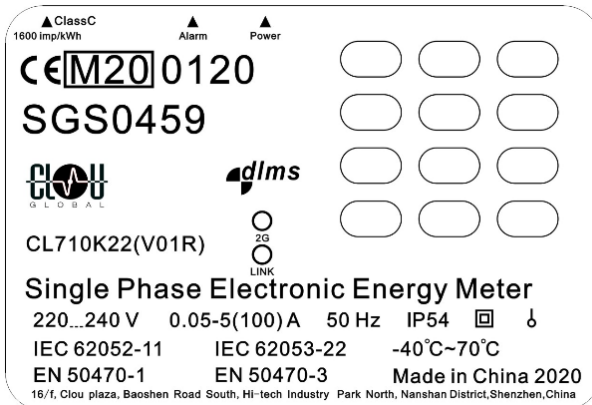 ClassC
1600 imp/kWh Alarm Power
CE M20 0120
SGS0459
CLOU
GLOBAL
dlms
2G
CL710K22(V01R)
LINK
Single Phase Electronic Energy Meter
220...240 V 0.05-5(100) A 50 Hz IP54
IEC 62052-11 IEC 62053-22 -40℃~70℃
EN 50470-1 EN 50470-3 Made in China 2020
16/f, Clou plaza, Baoshen Road South, Hi-tech Industry Park North, Nanshan District,Shenzhen,China